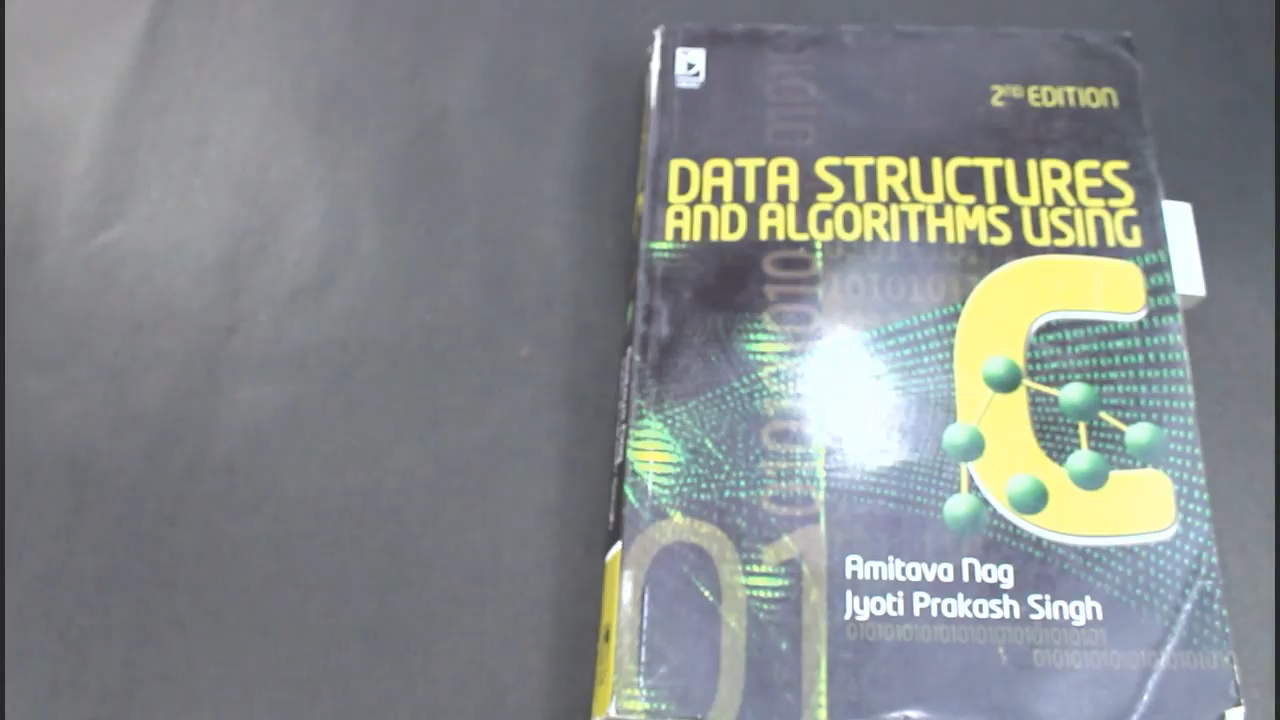 2ND EDITION
DATA STRUCTURES
AND ALGORITHMS USING
C
Amitava Nag
Jyoti Prakash Singh